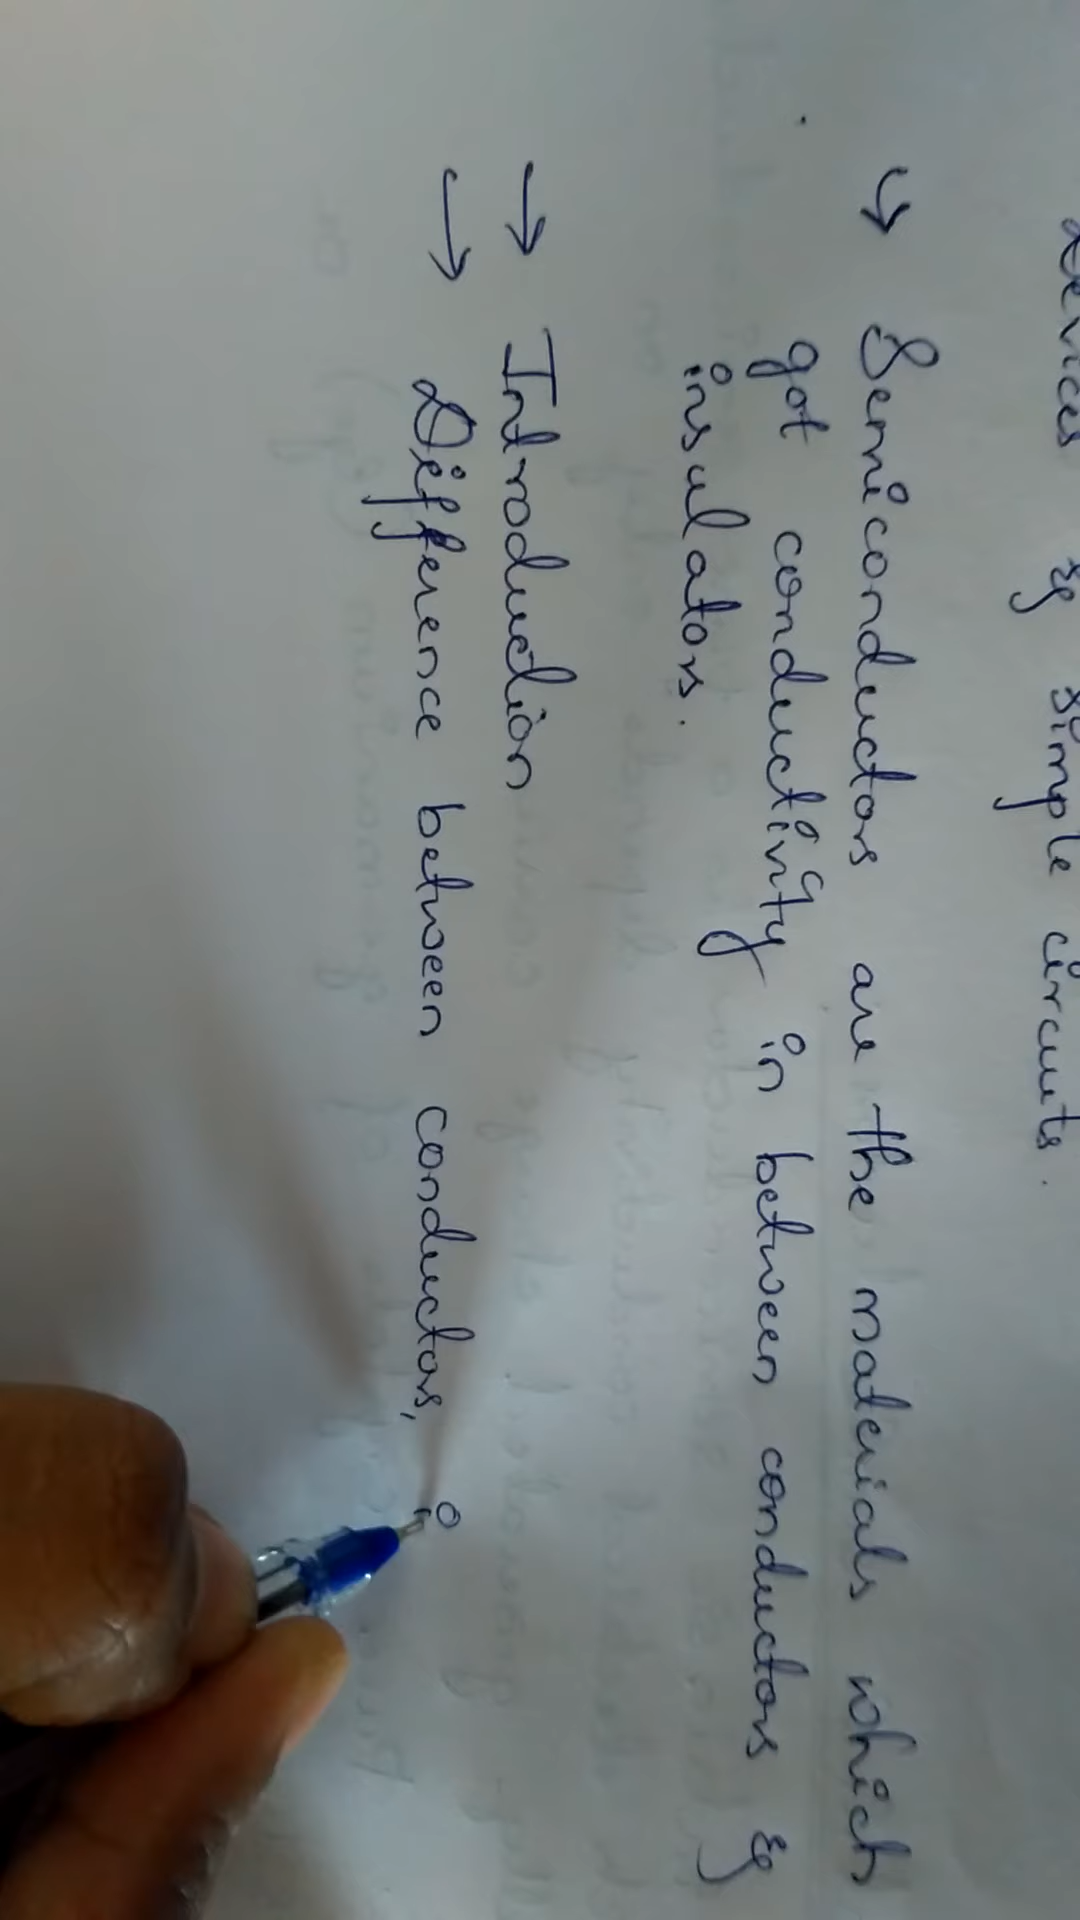 devices & simple circuits.
↳ Semiconductors are the materials which
got conductivity in between conductors &
insulators.
→ Introduction
→ Difference between conductors, i